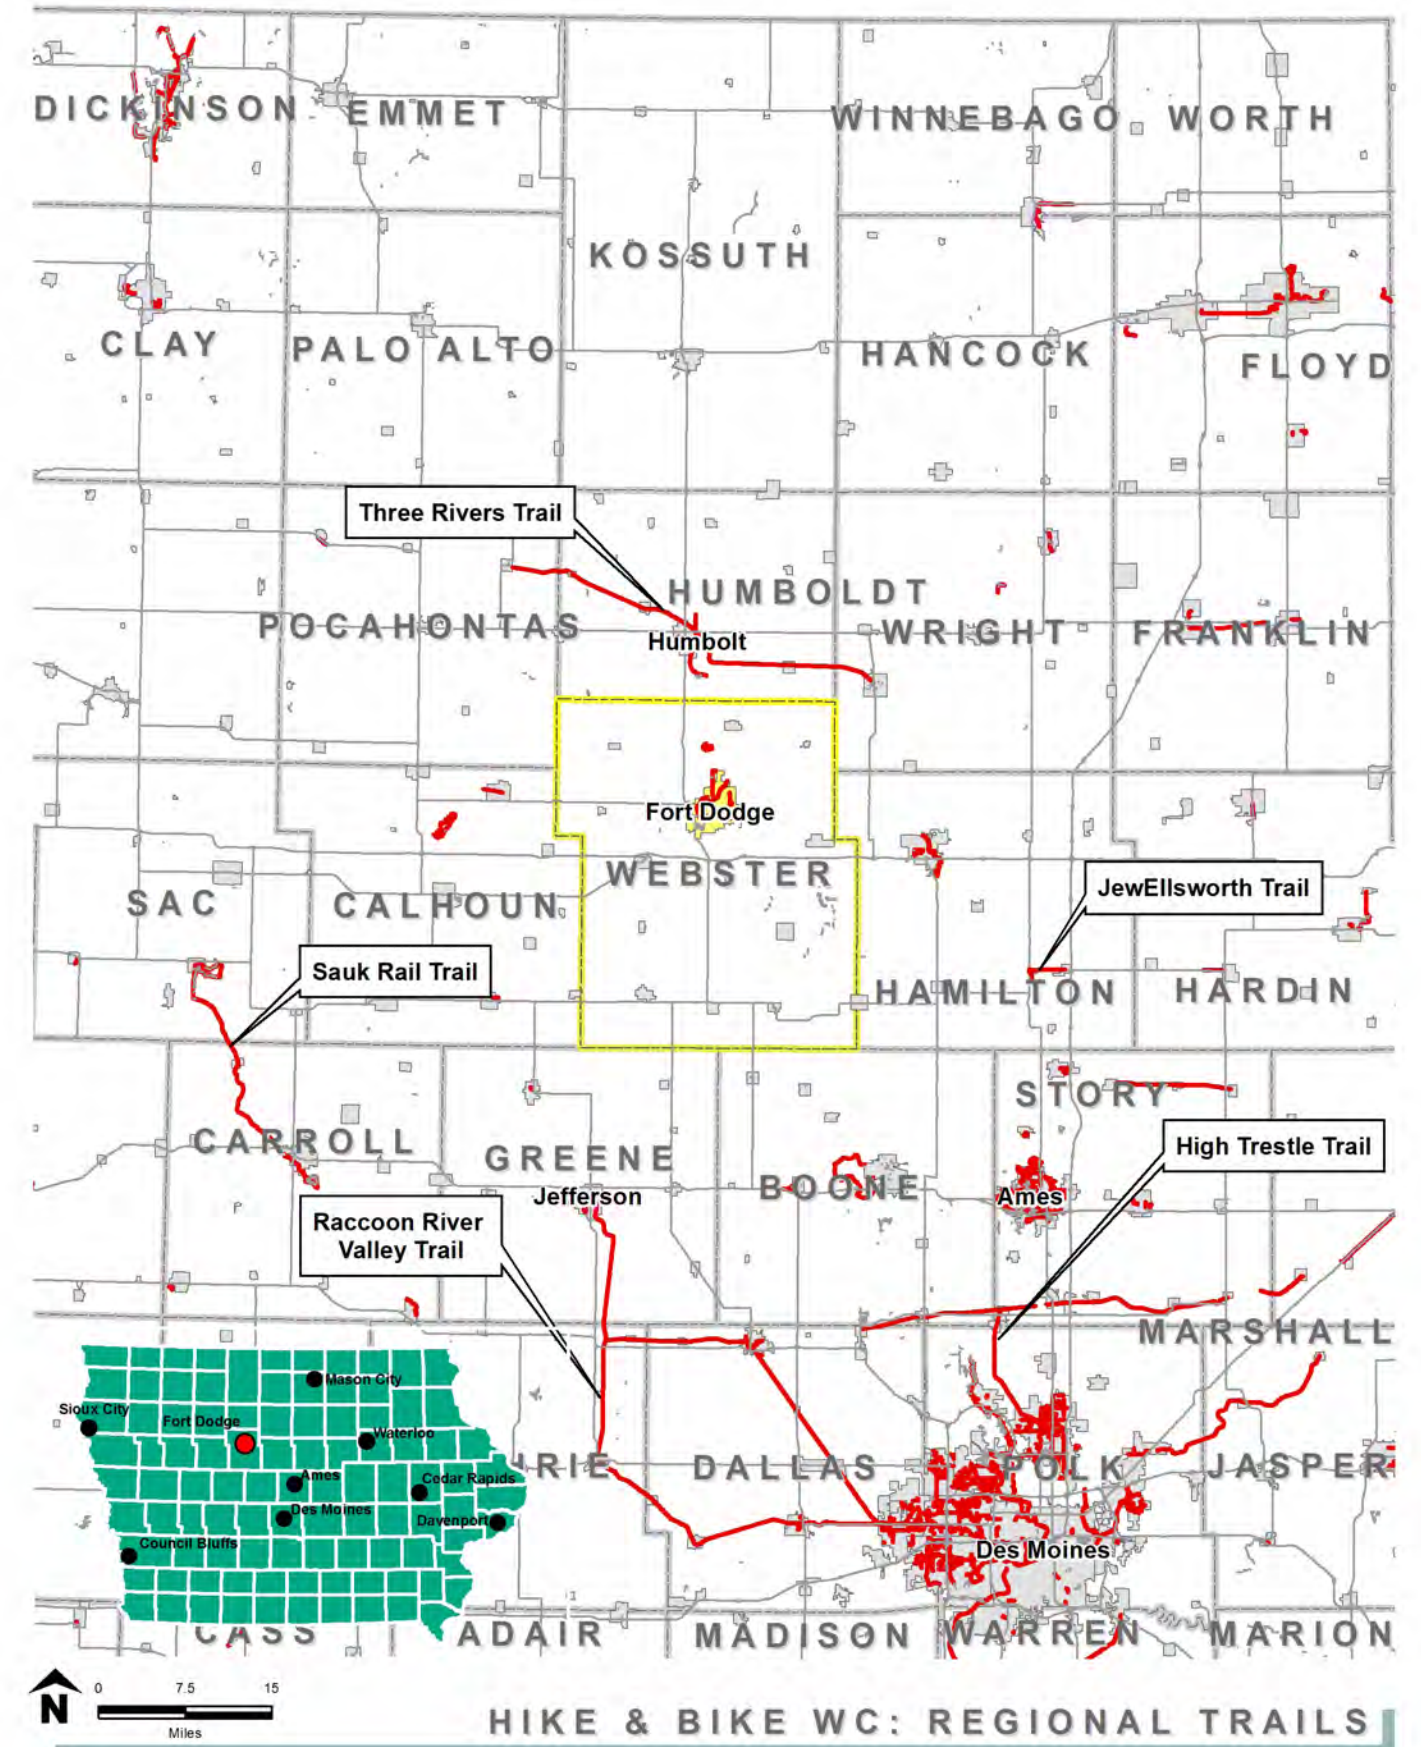 DICKINSON
EMMET
WINNEBAGO
WORTH
KOSSUTH
CLAY
PALO ALTO
HANCOCK
FLOYD
Three Rivers Trail
HUMBOLDT
POCAHONTAS
Humbolt
WRIGHT
FRANKLIN
Fort Dodge
WEBSTER
JewEllsworth Trail
SAC
CALHOUN
Sauk Rail Trail
HAMILTON
HARDIN
STORY
CARROLL
GREENE
High Trestle Trail
Jefferson
BOONE
Ames
Raccoon River
Valley Trail
MARSHALL
Mason City
Sioux City
Fort Dodge
Waterloo
Ames
Cedar Rapids
Des Moines
Davenport
Council Bluffs
RIE
DALLAS
POLK
JASPER
Des Moines
CASS
ADAIR
MADISON
WARREN
MARION
N
0 7.5 15
Miles
HIKE & BIKE WC: REGIONAL TRAILS